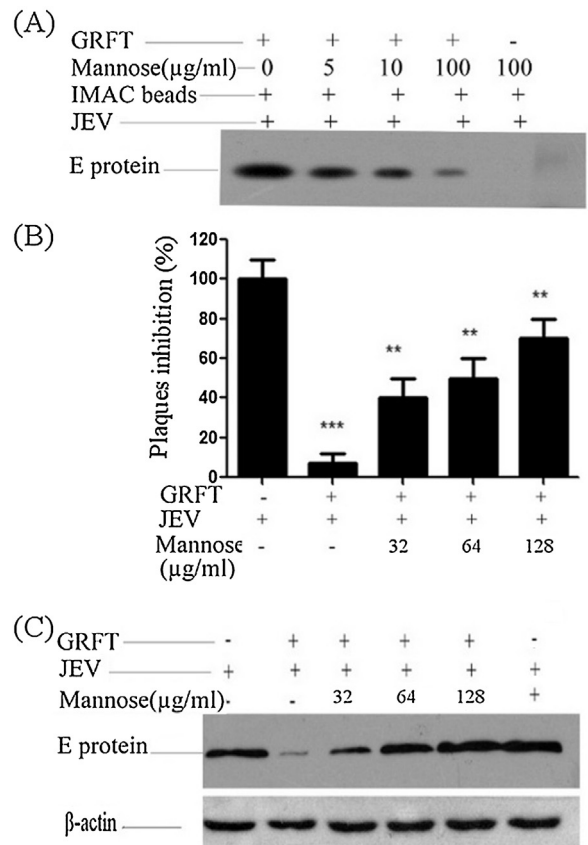 (A)
GRFT + + + + -
Mannose(µg/ml) 0 5 10 100 100
IMAC beads + + + + +
JEV + + + + +
E protein
(B)
Plaques inhibition (%)
120
100
80
60
40
20
0
*** ** ** **
GRFT - + + + +
JEV + + + + +
Mannose - - 32 64 128
(µg/ml)
(C)
GRFT - + + + + -
JEV + + + + + +
Mannose(µg/ml) - - 32 64 128 +
E protein
β-actin